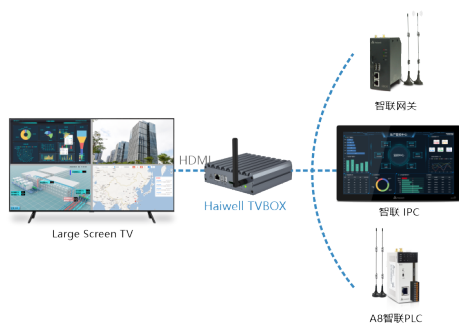 智联网关
HDMI
Haiwell TVBOX
智联 IPC
Large Screen TV
A8智联PLC